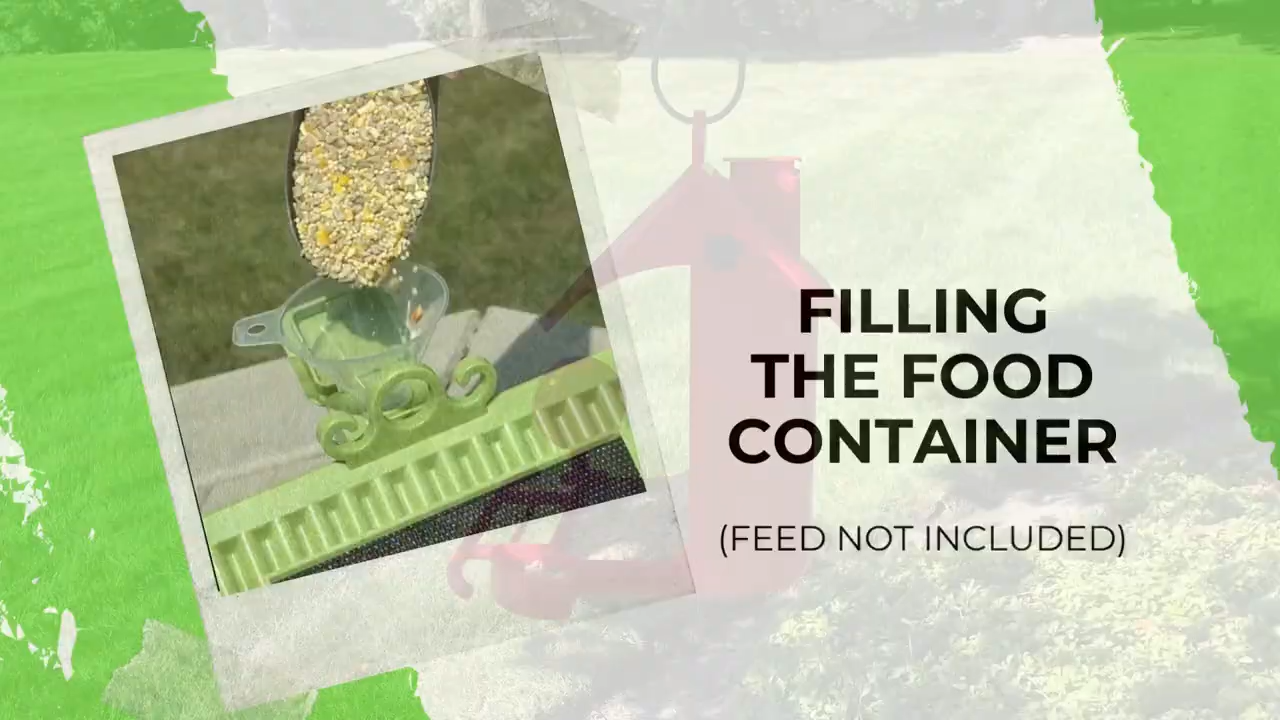 FILLING
THE FOOD
CONTAINER
(FEED NOT INCLUDED)